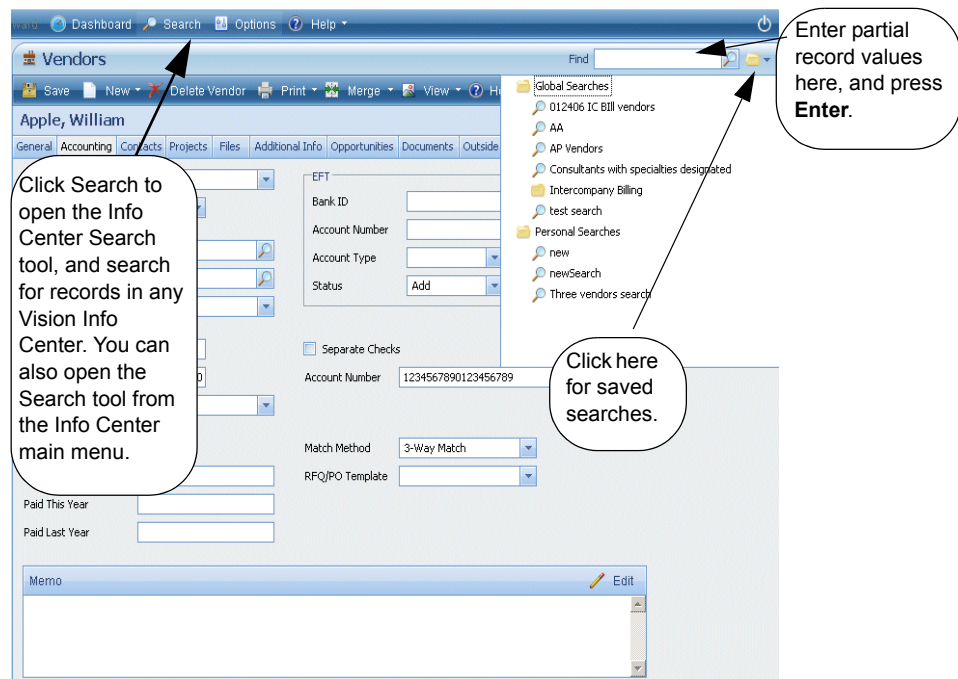 Dashboard Search Options Help
Vendors Find
Save New Delete Vendor Print Merge View
Apple, William
General Accounting Contacts Projects Files Additional Info Opportunities Documents Outside
Global Searches
012406 IC BIll vendors
AA
AP Vendors
Consultants with specialties designated
Intercompany Billing
test search
Personal Searches
new
newSearch
Three vendors search
Enter partial
record values
here, and press
Enter.
Click Search to
open the Info
Center Search
tool, and search
for records in any
Vision Info
Center. You can
also open the
Search tool from
the Info Center
main menu.
EFT
Bank ID
Account Number
Account Type
Status Add
Separate Checks
Account Number 1234567890123456789
Click here
for saved
searches.
Match Method 3-Way Match
RFQ/PO Template
Paid This Year
Paid Last Year
Memo Edit